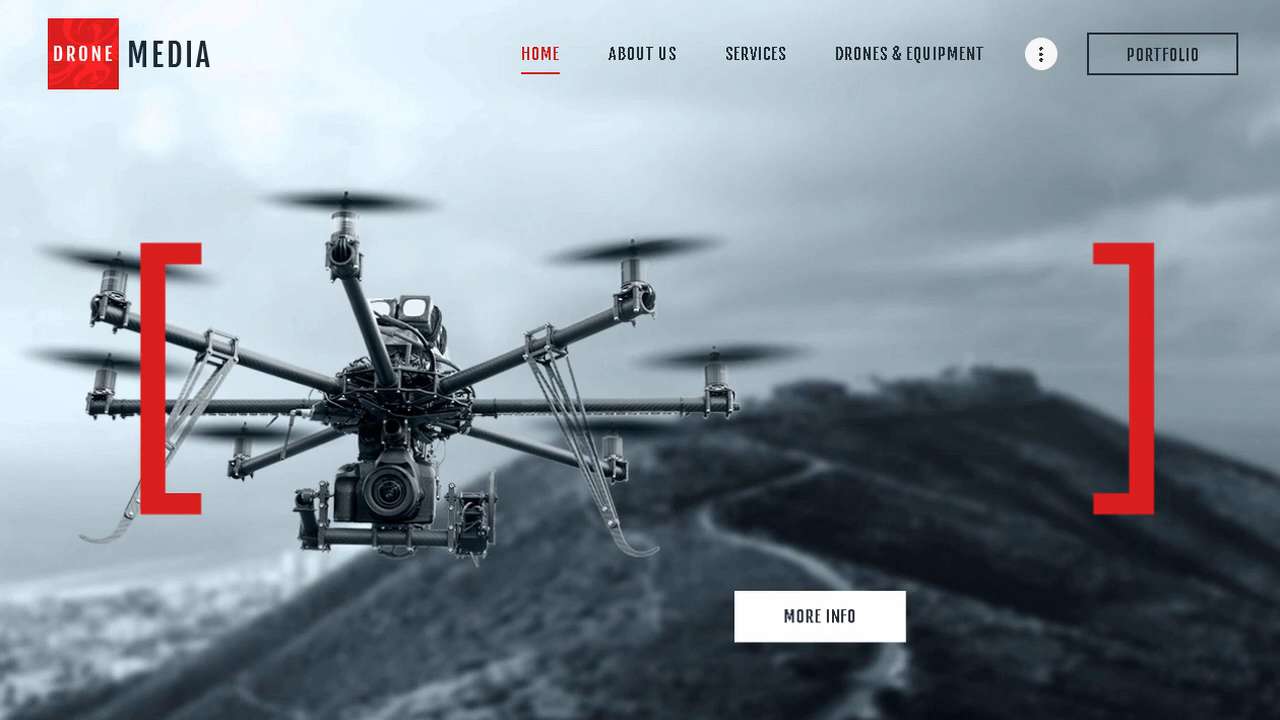 DRONE MEDIA
HOME
ABOUT US
SERVICES
DRONES & EQUIPMENT
PORTFOLIO
MORE INFO